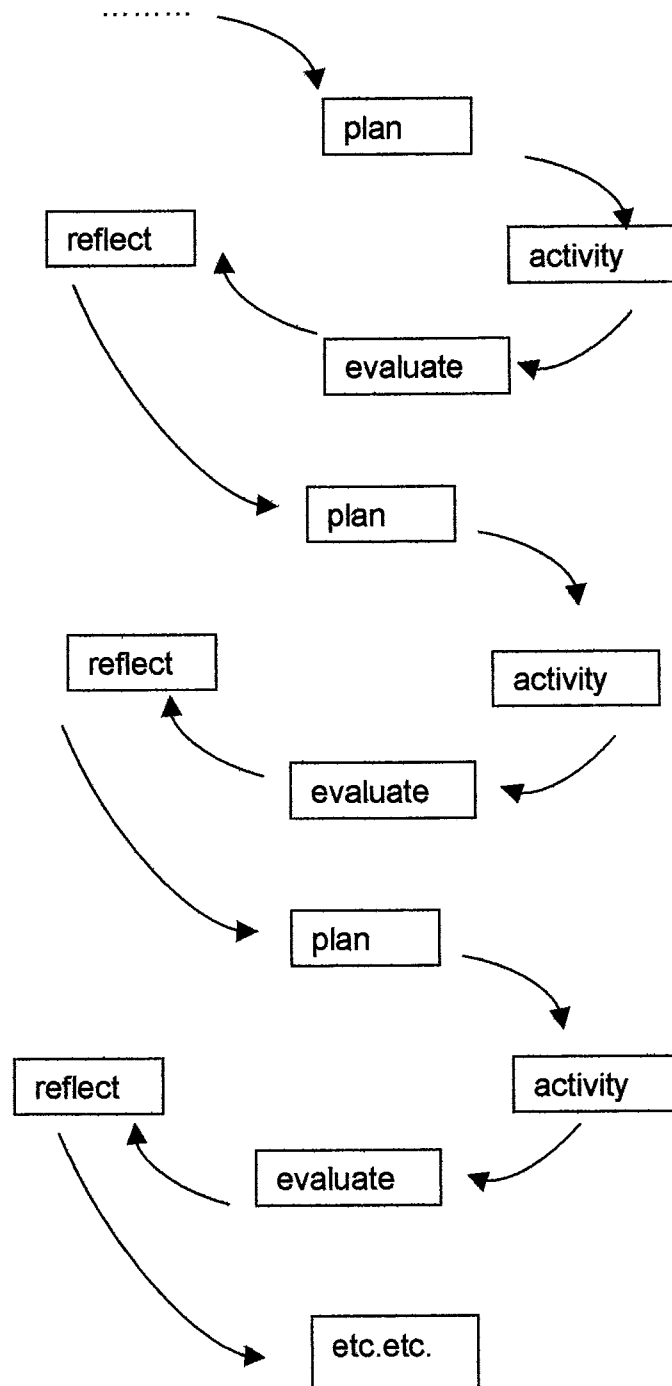 .........
plan
reflect
activity
evaluate
plan
reflect
activity
evaluate
plan
reflect
activity
evaluate
etc.etc.